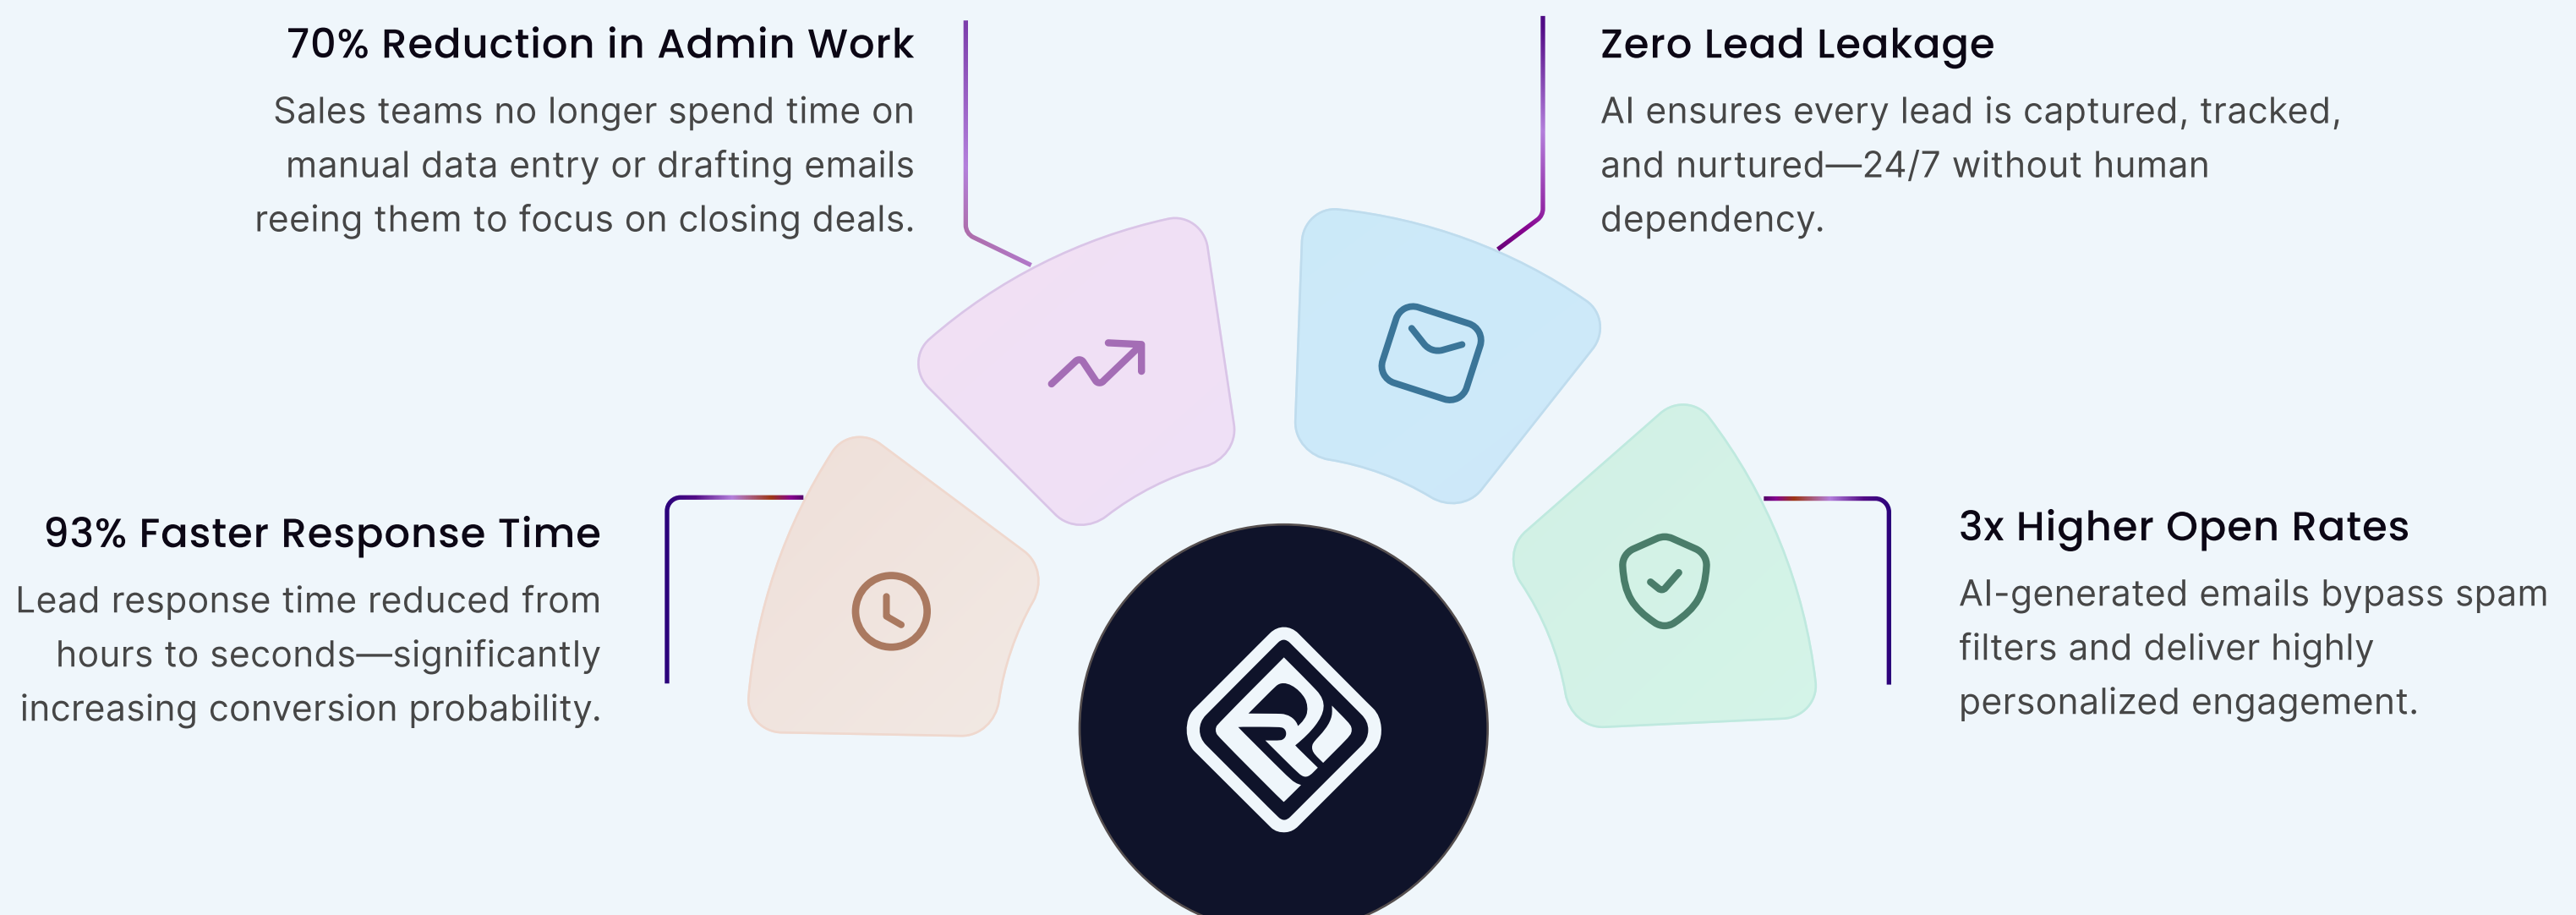 70% Reduction in Admin Work
Sales teams no longer spend time on
manual data entry or drafting emails
reeing them to focus on closing deals.
Zero Lead Leakage
AI ensures every lead is captured, tracked,
and nurtured—24/7 without human
dependency.
93% Faster Response Time
Lead response time reduced from
hours to seconds—significantly
increasing conversion probability.
3x Higher Open Rates
AI-generated emails bypass spam
filters and deliver highly
personalized engagement.